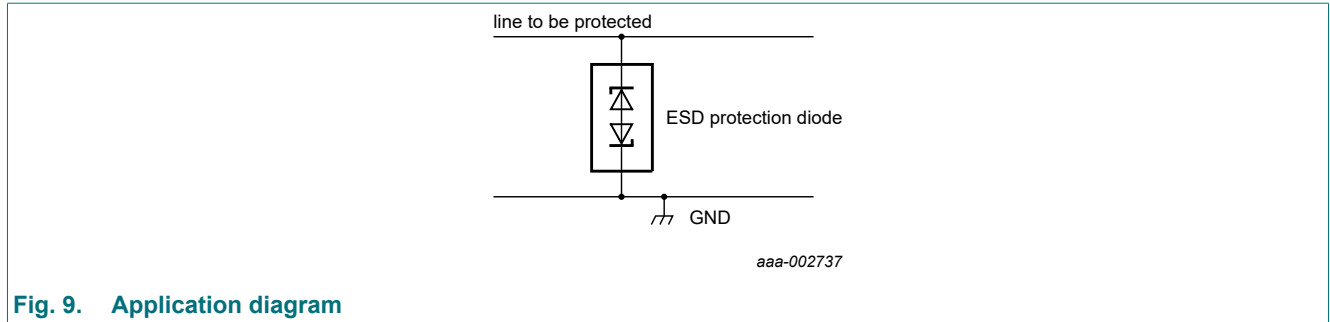 line to be protected
ESD protection diode
GND
aaa-002737
Fig. 9. Application diagram